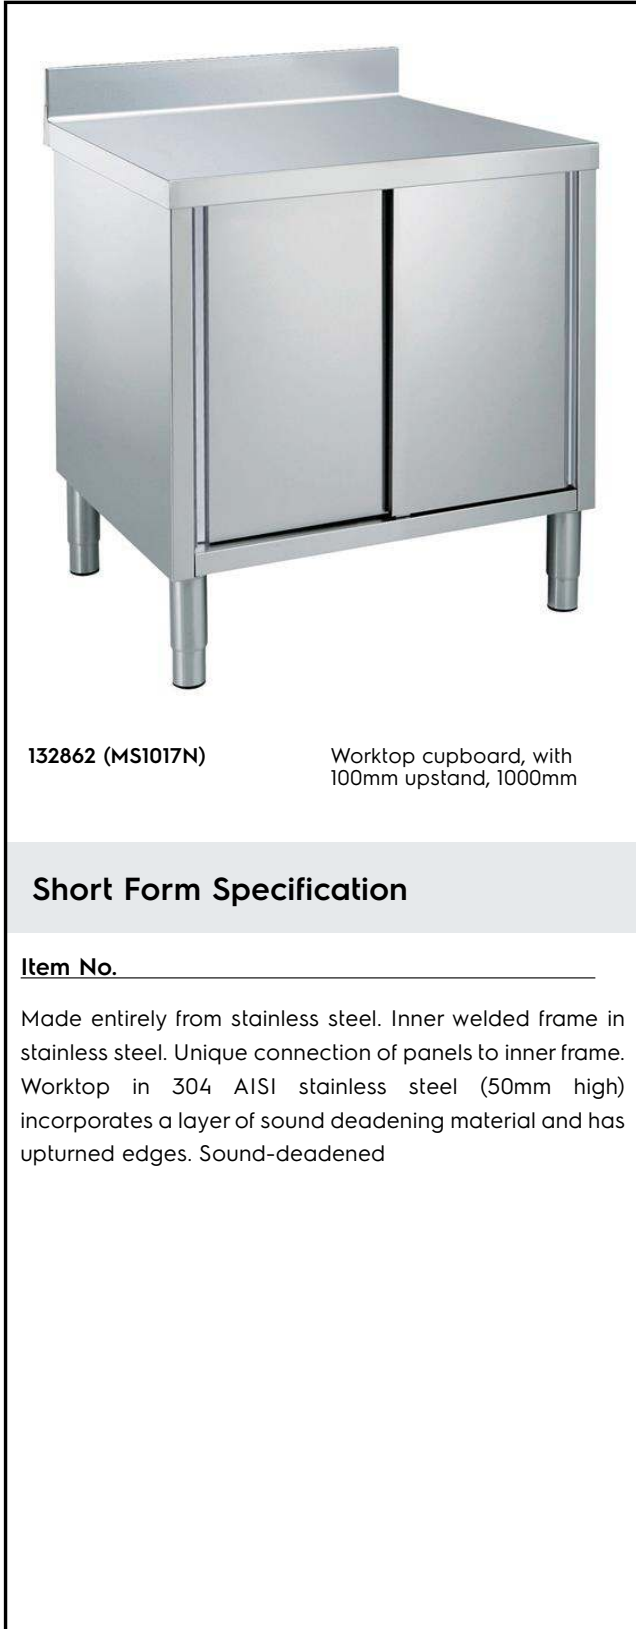 132862 (MS1017N)
Worktop cupboard, with
100mm upstand, 1000mm
Short Form Specification
Item No.
Made entirely from stainless steel. Inner welded frame in
stainless steel. Unique connection of panels to inner frame.
Worktop in 304 AISI stainless steel (50mm high)
incorporates a layer of sound deadening material and has
upturned edges. Sound-deadened